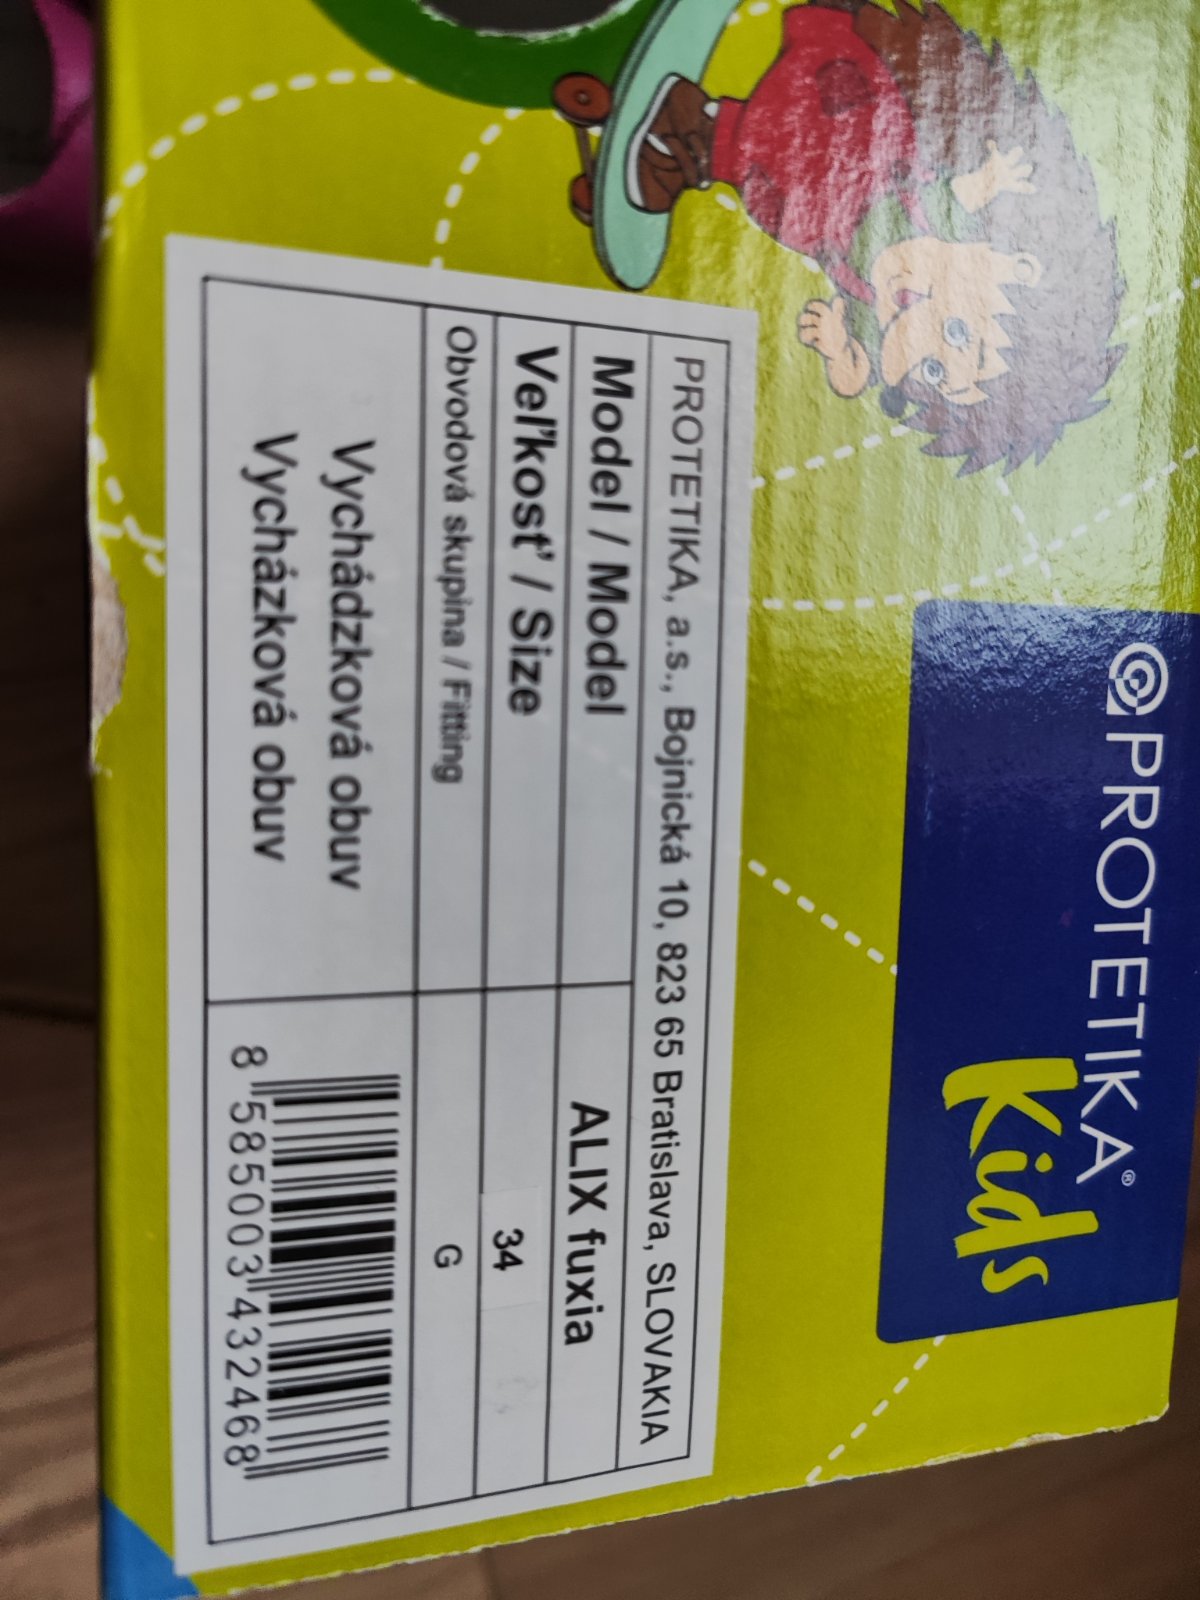 PROTETIKA®
Kids
PROTETIKA, a.s., Bojnická 10, 823 65 Bratislava, SLOVAKIA
Model / Model ALIX fuxia
Veľkosť / Size 34
Obvodová skupina / Fitting G
Vychádzková obuv
Vycházková obuv
8 585003 432468